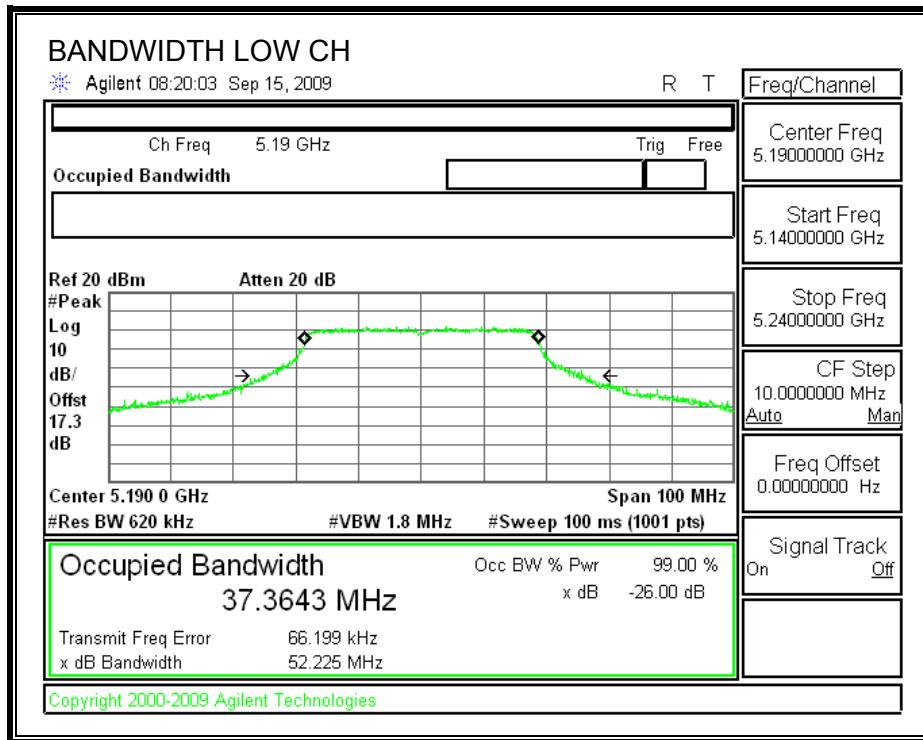 BANDWIDTH LOW CH
Agilent 08:20:03 Sep 15, 2009 R T
Freq/Channel
Ch Freq 5.19 GHz Trig Free
Occupied Bandwidth
Center Freq
5.19000000 GHz
Start Freq
5.14000000 GHz
Stop Freq
5.24000000 GHz
CF Step
10.0000000 MHz
Auto Man
Freq Offset
0.00000000 Hz
Signal Track
On Off
Ref 20 dBm Atten 20 dB
#Peak
Log
10
dB/
Offst
17.3
dB
Center 5.190 0 GHz Span 100 MHz
#Res BW 620 kHz #VBW 1.8 MHz #Sweep 100 ms (1001 pts)
Occupied Bandwidth Occ BW % Pwr 99.00 %
37.3643 MHz x dB -26.00 dB
Transmit Freq Error 66.199 kHz
x dB Bandwidth 52.225 MHz
Copyright 2000-2009 Agilent Technologies